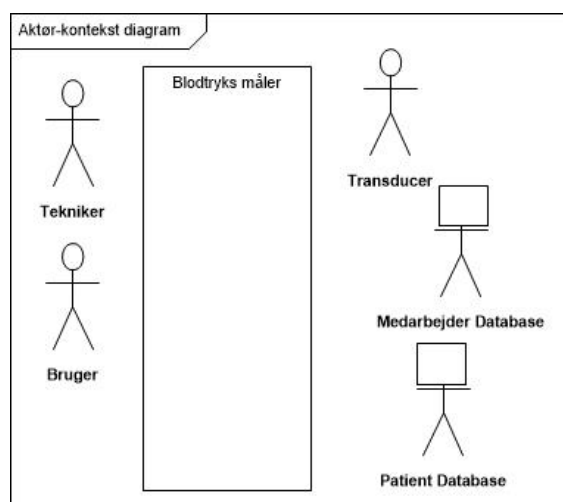 Aktør-kontekst diagram
Blodtryks måler
Transducer
Tekniker
Medarbejder Database
Bruger
Patient Database